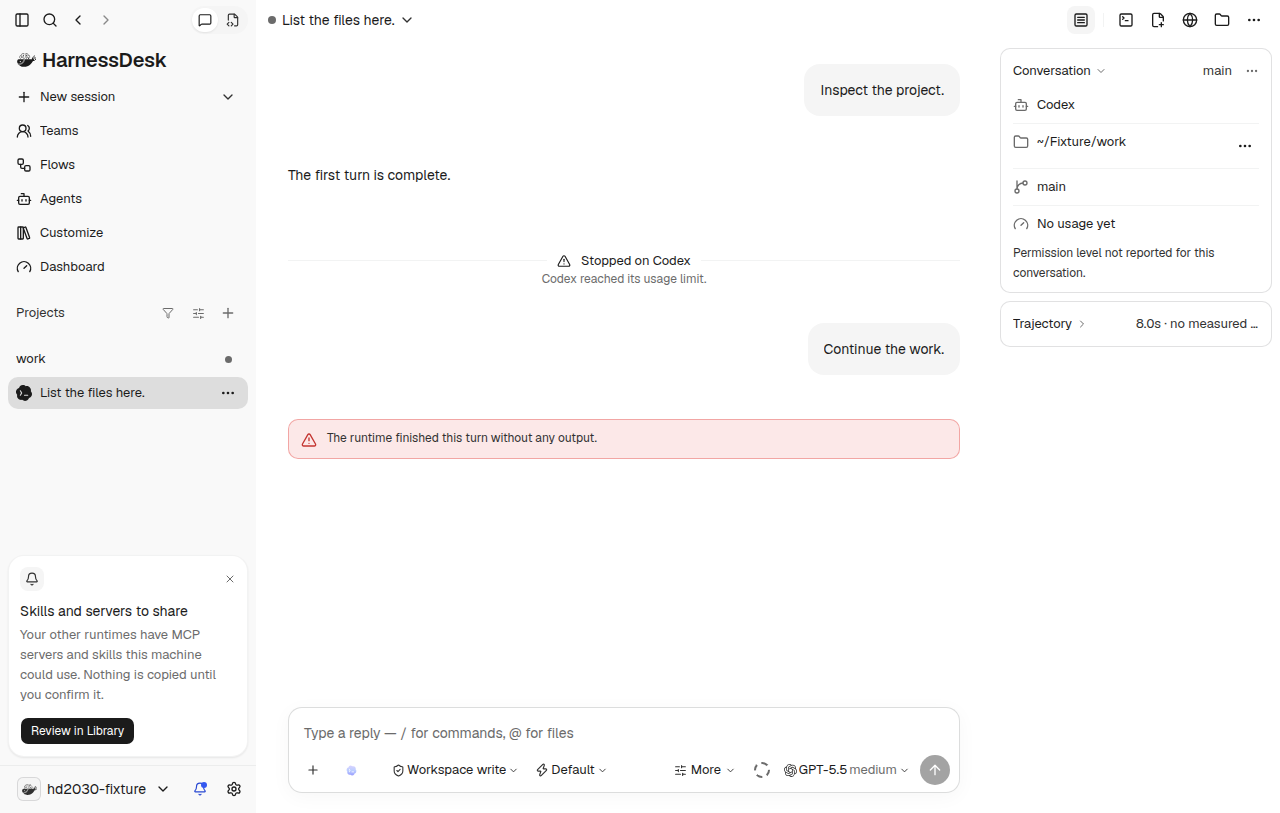 List the files here.
HarnessDesk
New session
Teams
Flows
Agents
Customize
Dashboard
Projects
work
List the files here.
Skills and servers to share
Your other runtimes have MCP
servers and skills this machine
could use. Nothing is copied until
you confirm it.
Review in Library
hd2030-fixture
Inspect the project.
The first turn is complete.
Stopped on Codex
Codex reached its usage limit.
Continue the work.
The runtime finished this turn without any output.
Type a reply — / for commands, @ for files
Workspace write
Default
More
GPT-5.5 medium
Conversation
main
Codex
~/Fixture/work
main
No usage yet
Permission level not reported for this
conversation.
Trajectory
8.0s · no measured ...